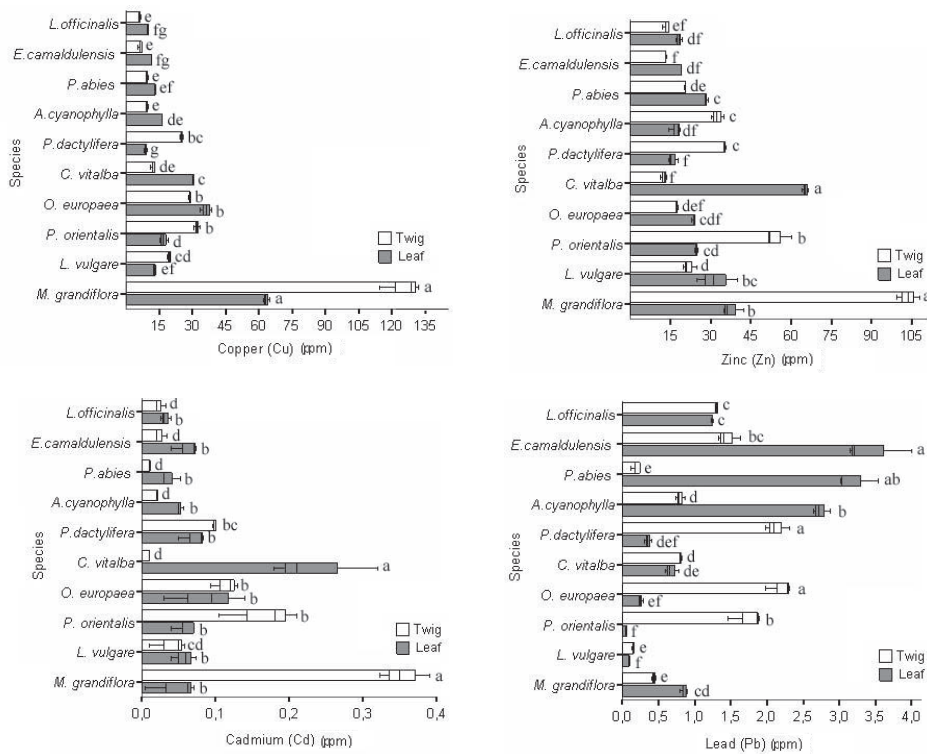 L.officinalis
e
fg
E.camaldulensis
e
fg
P.abies
e
ef
A.cyanophylla
e
de
P.dactylifera
bc
g
C. vitalba
de
c
O. europaea
b
b
P. orientalis
b
d
L. vulgare
cd
ef
M. grandiflora
a
a
Species
Twig
Leaf
15 30 45 60 75 90 105 120 135
Copper (Cu) (ppm)
L.officinalis
ef
df
E.camaldulensis
f
df
P.abies
de
c
A.cyanophylla
c
df
P.dactylifera
c
f
C. vitalba
f
a
O. europaea
def
cdf
P. orientalis
b
cd
L. vulgare
d
bc
M. grandiflora
a
b
Species
Twig
Leaf
15 30 45 60 75 90 105
Zinc (Zn) (ppm)
L.officinalis
d
b
E.camaldulensis
d
b
P.abies
d
b
A.cyanophylla
d
b
P.dactylifera
bc
b
C. vitalba
d
a
O. europaea
b
b
P. orientalis
b
b
L. vulgare
cd
b
M. grandiflora
a
b
Species
Twig
Leaf
0,0 0,1 0,2 0,3 0,4
Cadmium (Cd) (ppm)
L.officinalis
c
c
E.camaldulensis
bc
a
P.abies
e
ab
A.cyanophylla
d
b
P.dactylifera
a
def
C. vitalba
d
de
O. europaea
a
ef
P. orientalis
b
f
L. vulgare
e
f
M. grandiflora
e
cd
Species
Twig
Leaf
0,0 0,5 1,0 1,5 2,0 2,5 3,0 3,5 4,0
Lead (Pb) (ppm)